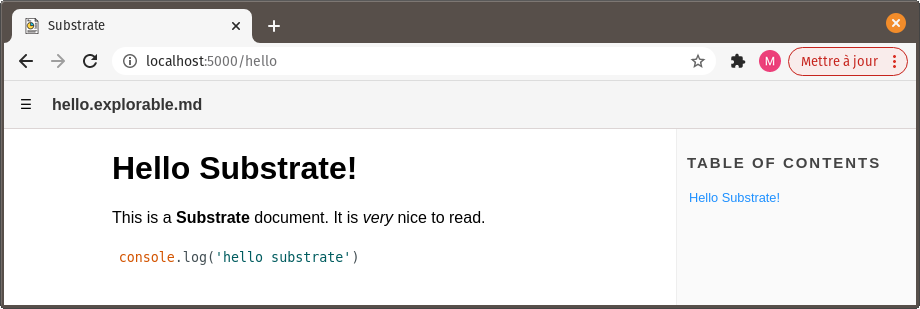 Substrate
localhost:5000/hello
M
Mettre à jour
hello.explorable.md
Hello Substrate!
This is a Substrate document. It is very nice to read.
console.log('hello substrate')
TABLE OF CONTENTS
Hello Substrate!